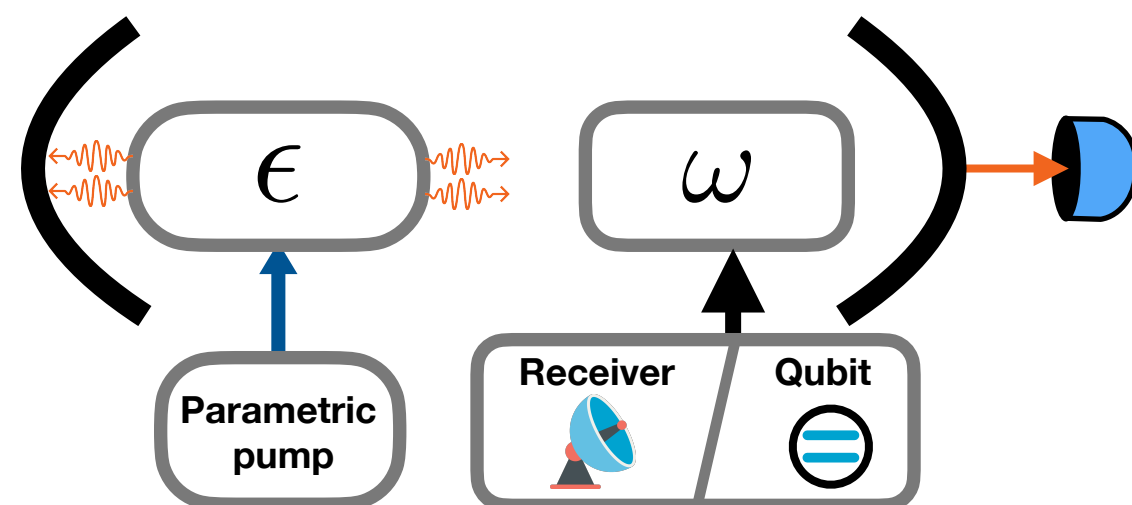 ϵ
ω
Receiver
Qubit
Parametric
pump